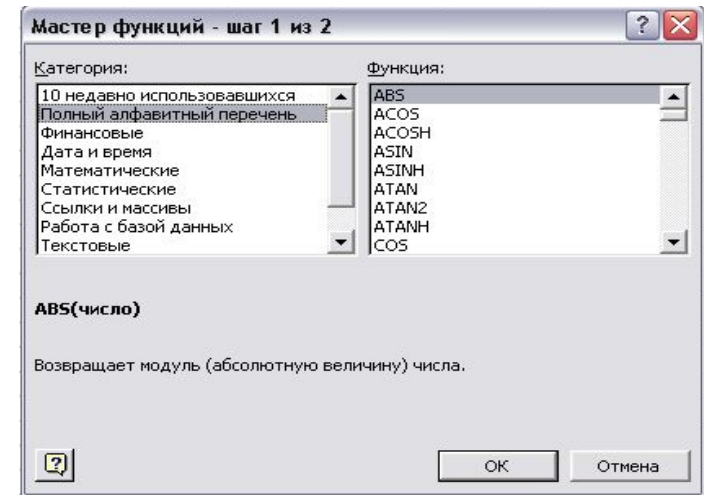 Мастер функций - шаг 1 из 2
Категория:
Функция:
10 недавно использовавшихся
Полный алфавитный перечень
Финансовые
Дата и время
Математические
Статистические
Ссылки и массивы
Работа с базой данных
Текстовые
ABS
ACOS
ACOSH
ASIN
ASINH
ATAN
ATAN2
ATANH
COS
ABS(число)
Возвращает модуль (абсолютную величину) числа.
ОК
Отмена